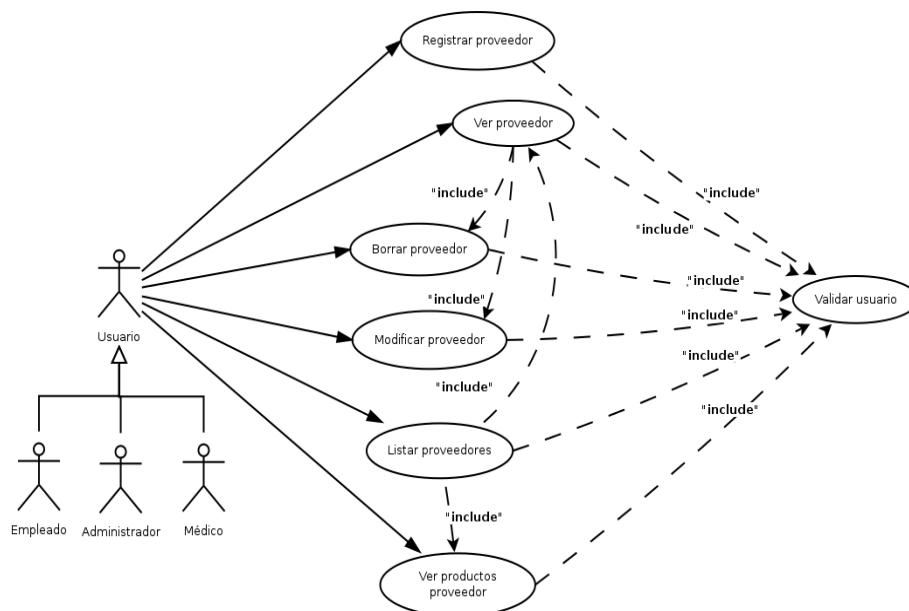 Registrar proveedor
Ver proveedor
"include"
"include"
"include"
Borrar proveedor
"include"
Validar usuario
"include"
Usuario
Modificar proveedor
"include"
"include"
"include"
"include"
Listar proveedores
"include"
Empleado
Administrador
Médico
Ver productos
proveedor